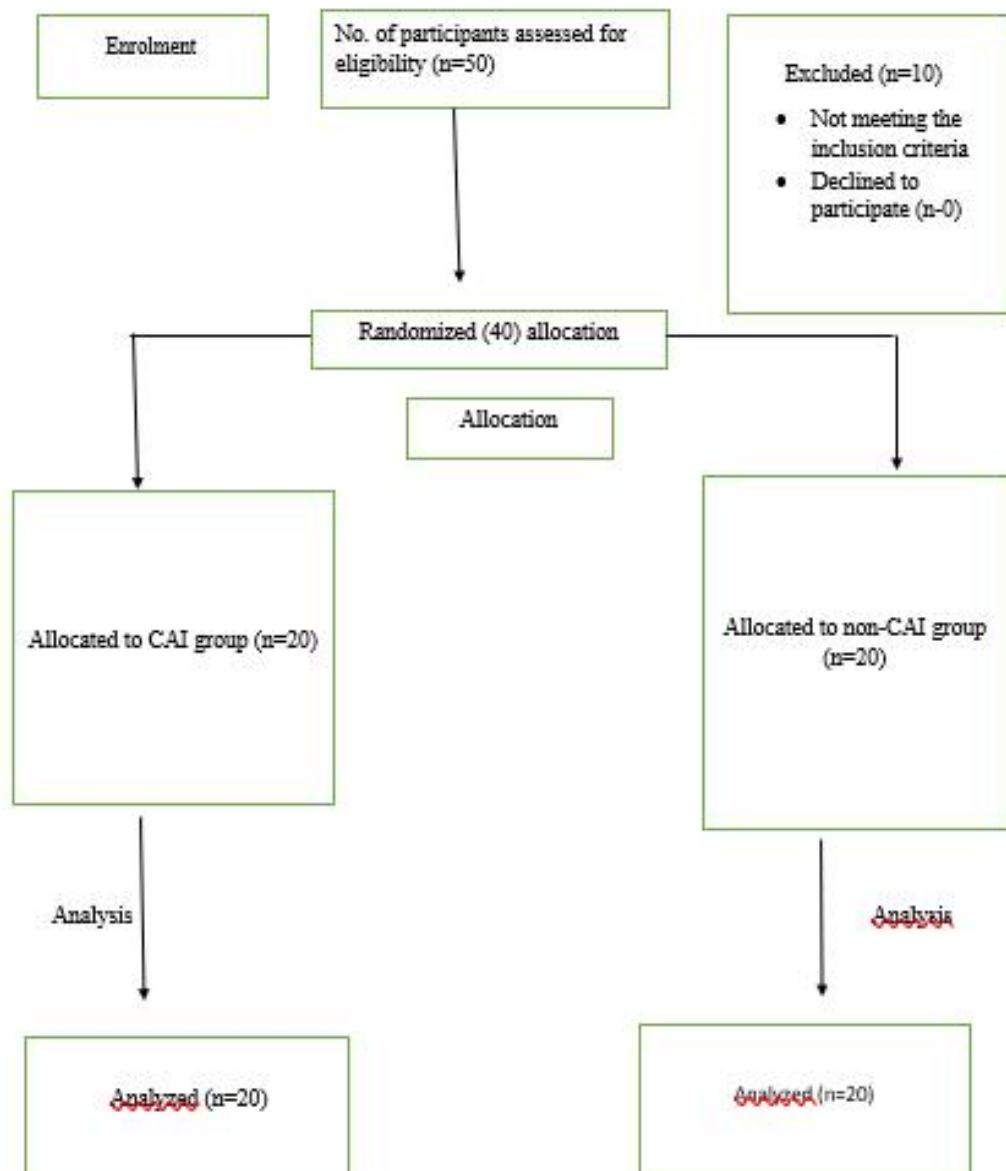 Enrolment
No. of participants assessed for
eligibility (n=50)
Excluded (n=10)
• Not meeting the
inclusion criteria
• Declined to
participate (n-0)
Randomized (40) allocation
Allocation
Allocated to CAI group (n=20)
Allocated to non-CAI group
(n=20)
Analysis
Analysis
Analyzed (n=20)
Analyzed (n=20)